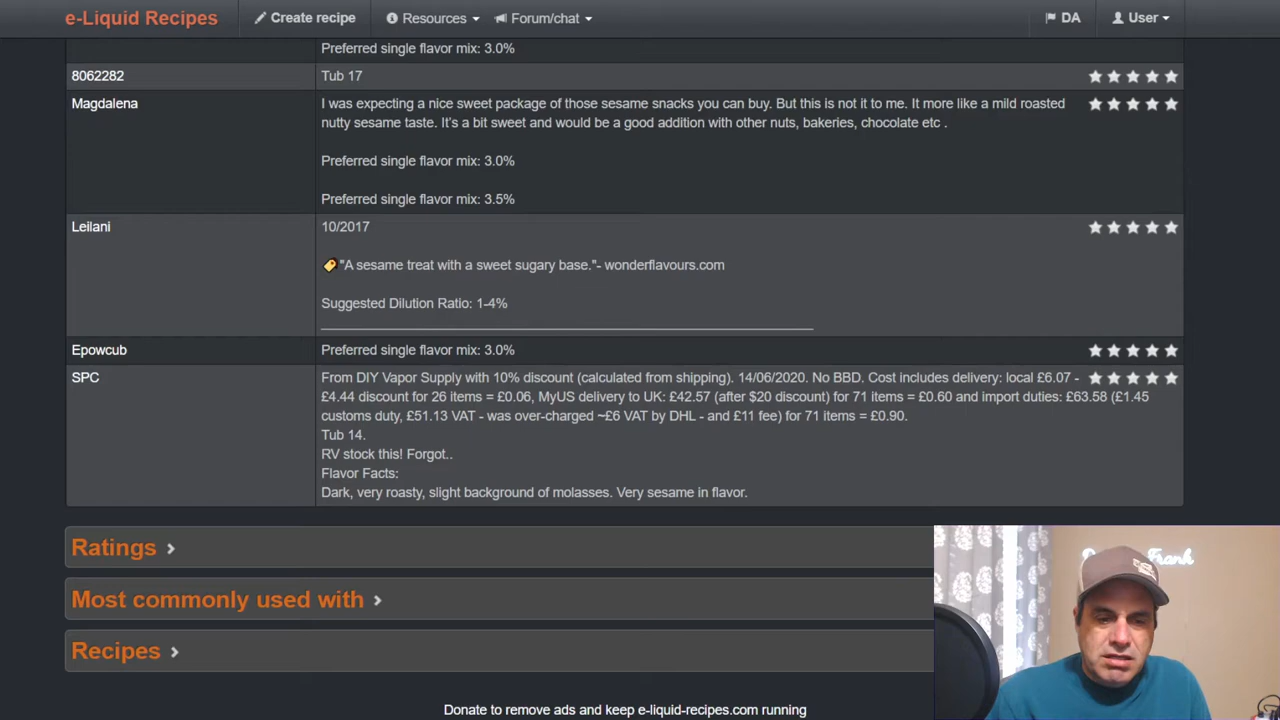 e-Liquid Recipes Create recipe Resources Forum/chat DA User
Preferred single flavor mix: 3.0%
8062282 Tub 17
Magdalena I was expecting a nice sweet package of those sesame snacks you can buy. But this is not it to me. It more like a mild roasted
nutty sesame taste. It's a bit sweet and would be a good addition with other nuts, bakeries, chocolate etc .
Preferred single flavor mix: 3.0%
Preferred single flavor mix: 3.5%
Leilani 10/2017
"A sesame treat with a sweet sugary base."- wonderflavours.com
Suggested Dilution Ratio: 1-4%
Epowcub Preferred single flavor mix: 3.0%
SPC From DIY Vapor Supply with 10% discount (calculated from shipping). 14/06/2020. No BBD. Cost includes delivery: local £6.07 -
£4.44 discount for 26 items = £0.06, MyUS delivery to UK: £42.57 (after $20 discount) for 71 items = £0.60 and import duties: £63.58 (£1.45
customs duty, £51.13 VAT - was over-charged ~£6 VAT by DHL - and £11 fee) for 71 items = £0.90.
Tub 14.
RV stock this! Forgot..
Flavor Facts:
Dark, very roasty, slight background of molasses. Very sesame in flavor.
Ratings
Most commonly used with
Recipes
Donate to remove ads and keep e-liquid-recipes.com running